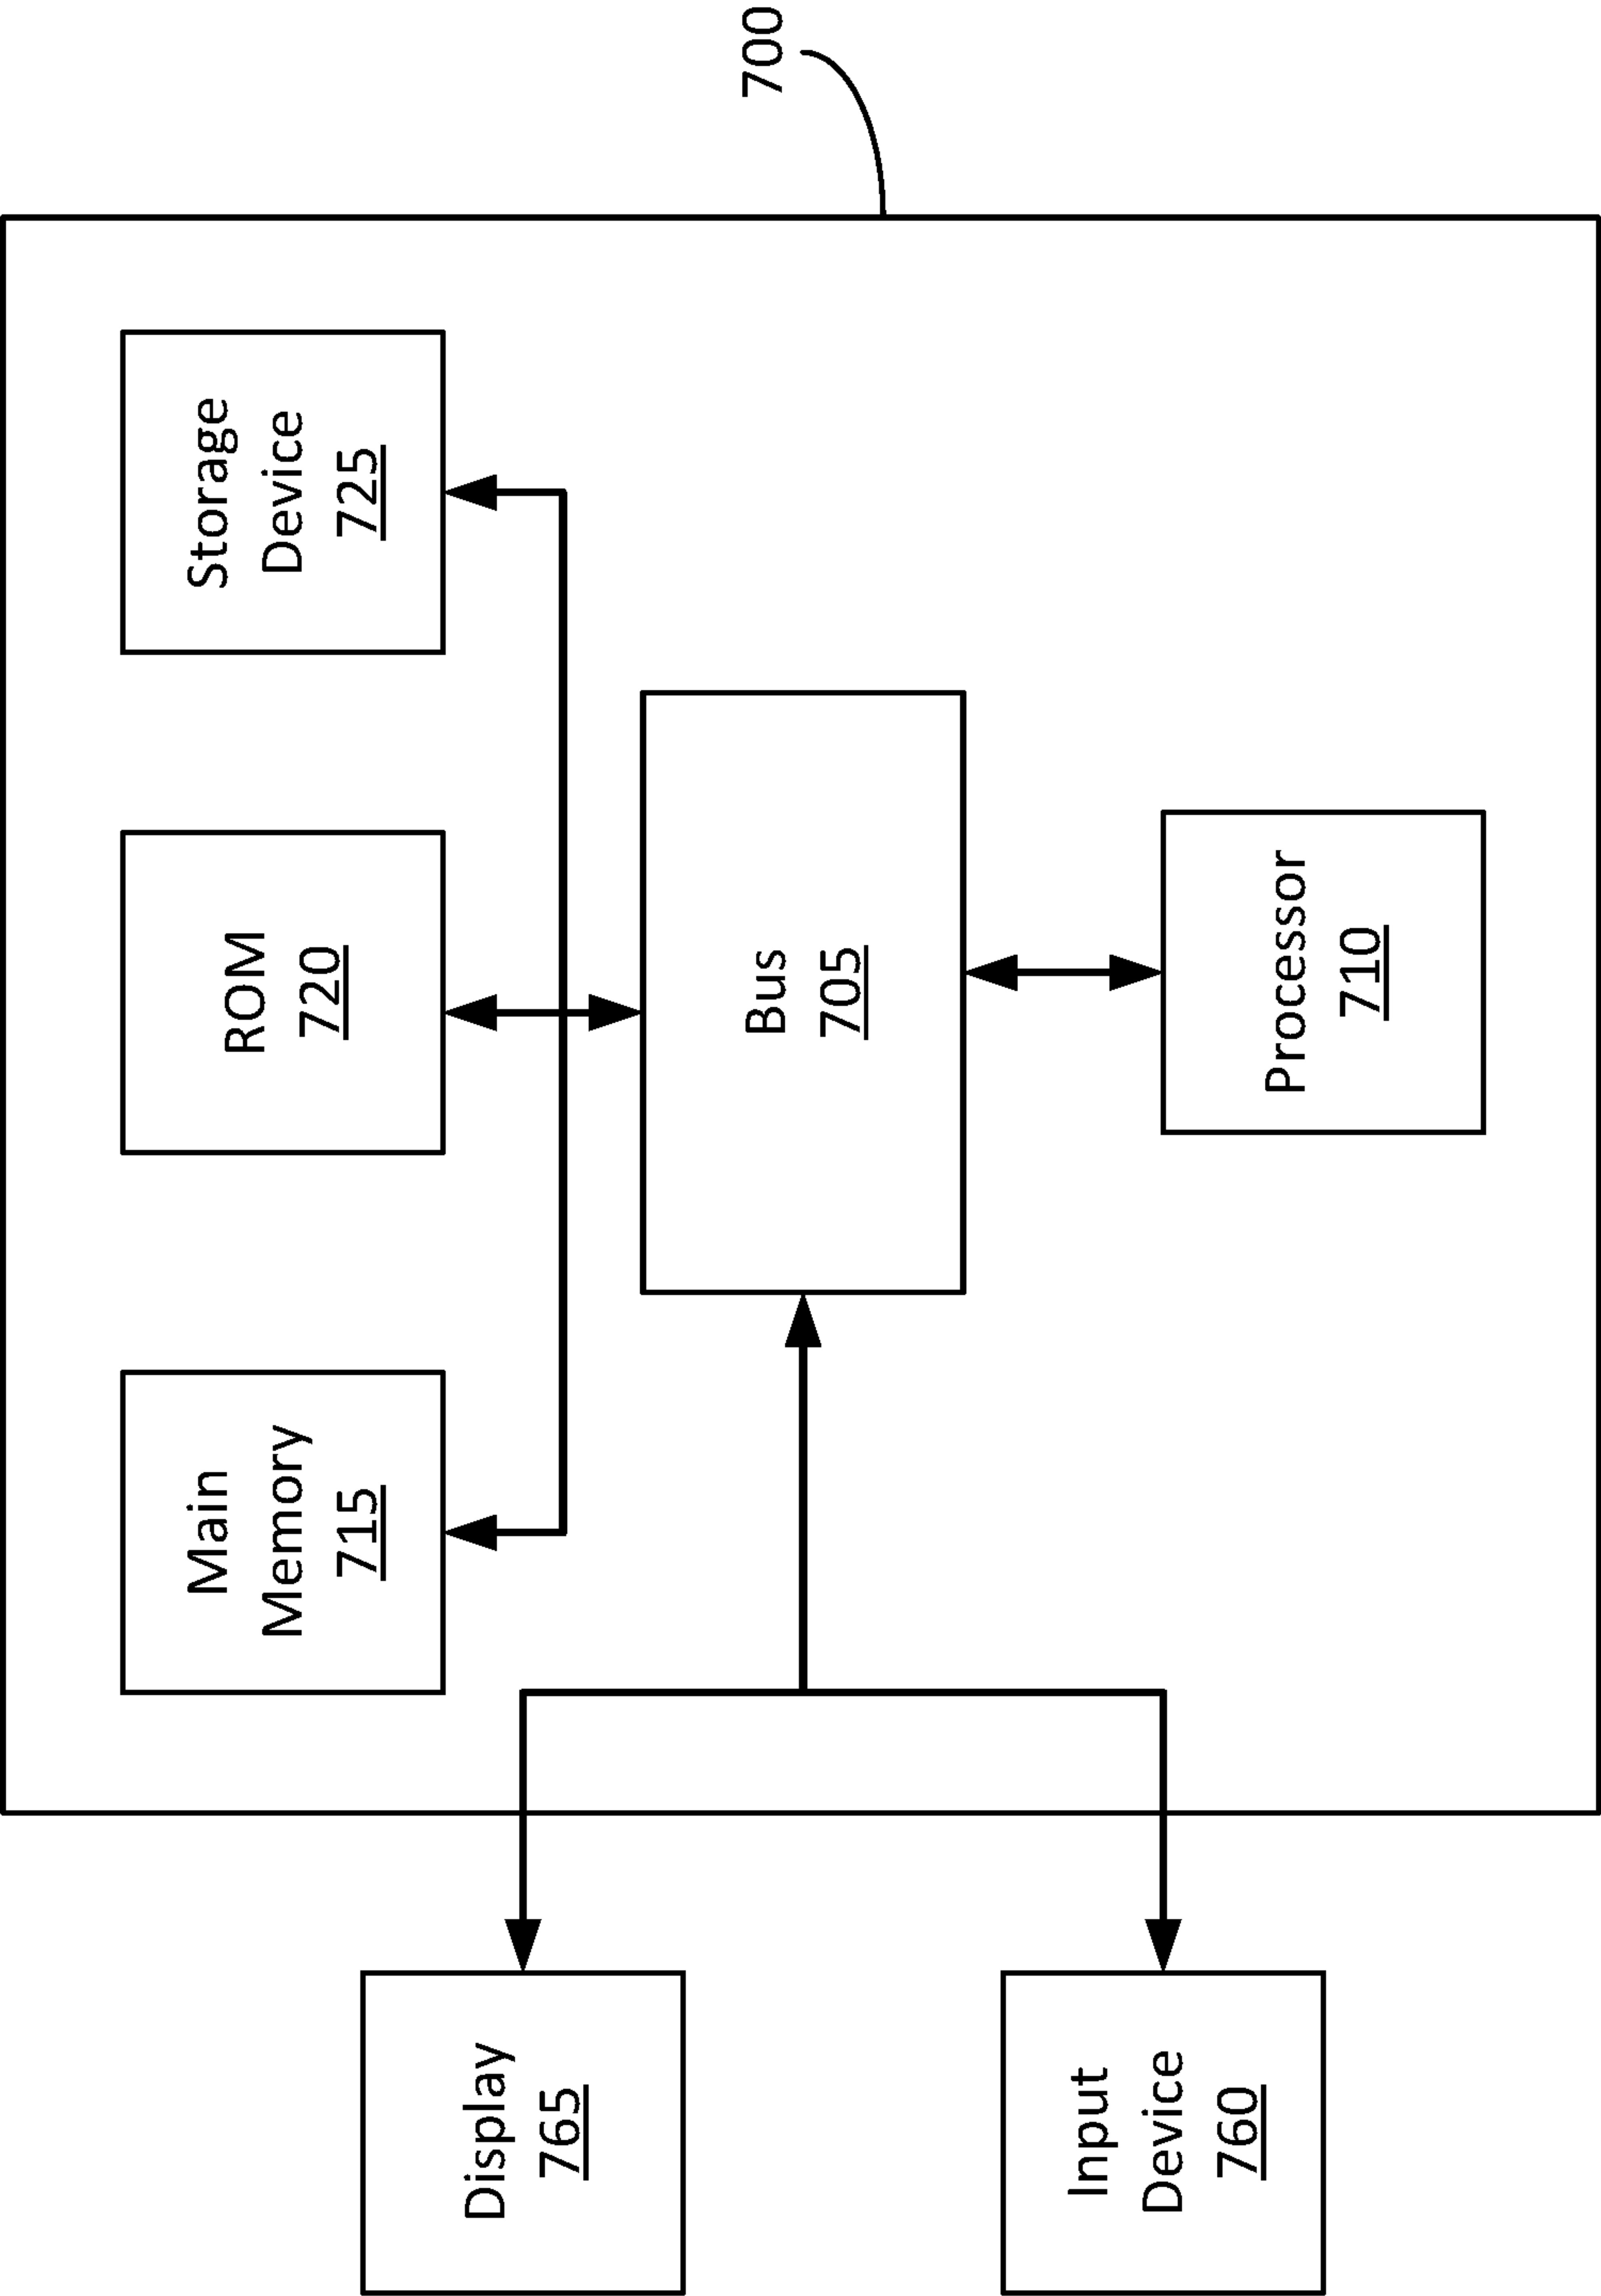 700
Main
Memory
715
ROM
720
Storage
Device
725
Display
765
Bus
705
Input
Device
760
Processor
710